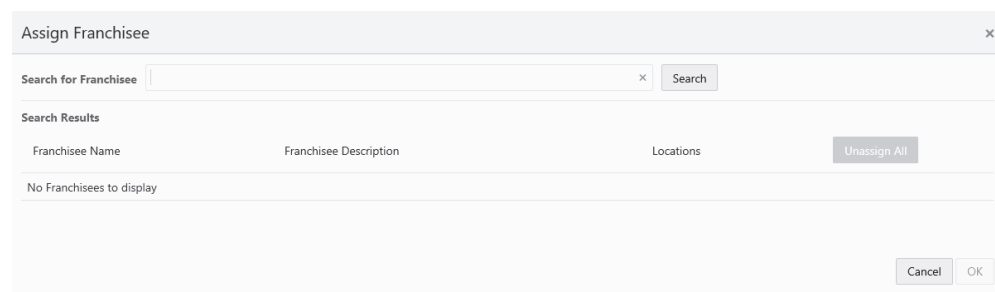 Assign Franchisee ×
Search for Franchisee × Search
Search Results
Franchisee Name Franchisee Description Locations Unassign All
No Franchisees to display
Cancel OK